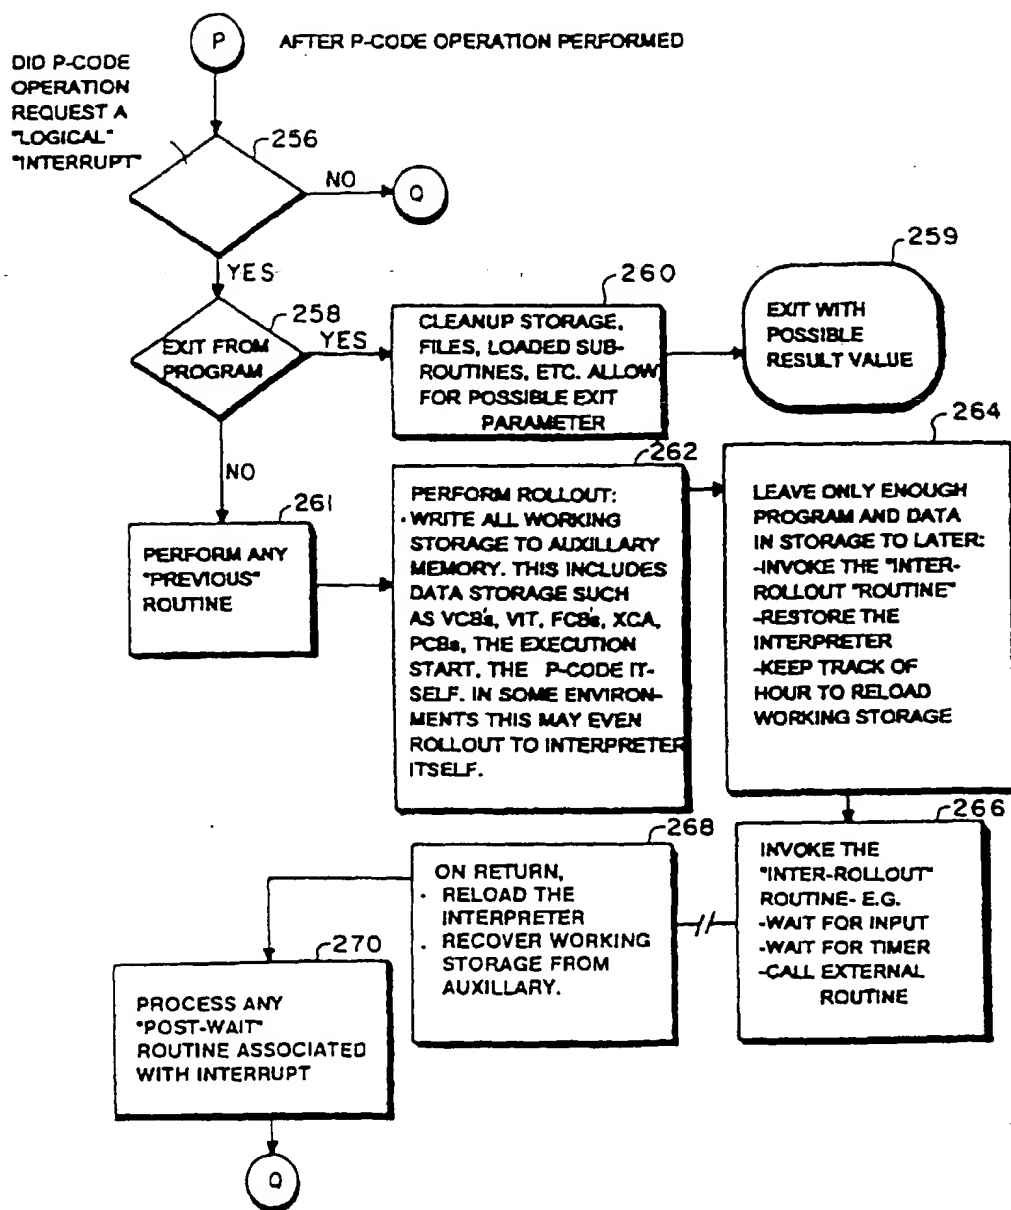 P
AFTER P-CODE OPERATION PERFORMED
DID P-CODE
OPERATION
REQUEST A
"LOGICAL"
"INTERRUPT"
256
NO
Q
YES
258
EXIT FROM
PROGRAM
YES
260
CLEANUP STORAGE,
FILES, LOADED SUB-
ROUTINES, ETC. ALLOW
FOR POSSIBLE EXIT
PARAMETER
259
EXIT WITH
POSSIBLE
RESULT VALUE
NO
261
PERFORM ANY
"PREVIOUS"
ROUTINE
262
PERFORM ROLLOUT:
· WRITE ALL WORKING
STORAGE TO AUXILLARY
MEMORY. THIS INCLUDES
DATA STORAGE SUCH
AS VCB's, VIT, FCB's, XCA,
PCBs, THE EXECUTION
START, THE P-CODE IT-
SELF. IN SOME ENVIRON-
MENTS THIS MAY EVEN
ROLLOUT TO INTERPRETER
ITSELF.
264
LEAVE ONLY ENOUGH
PROGRAM AND DATA
IN STORAGE TO LATER:
-INVOKE THE "INTER-
ROLLOUT "ROUTINE"
-RESTORE THE
INTERPRETER
-KEEP TRACK OF
HOUR TO RELOAD
WORKING STORAGE
266
INVOKE THE
"INTER-ROLLOUT"
ROUTINE- E.G.
-WAIT FOR INPUT
-WAIT FOR TIMER
-CALL EXTERNAL
ROUTINE
268
ON RETURN,
· RELOAD THE
INTERPRETER
· RECOVER WORKING
STORAGE FROM
AUXILLARY.
270
PROCESS ANY
"POST-WAIT"
ROUTINE ASSOCIATED
WITH INTERRUPT
Q